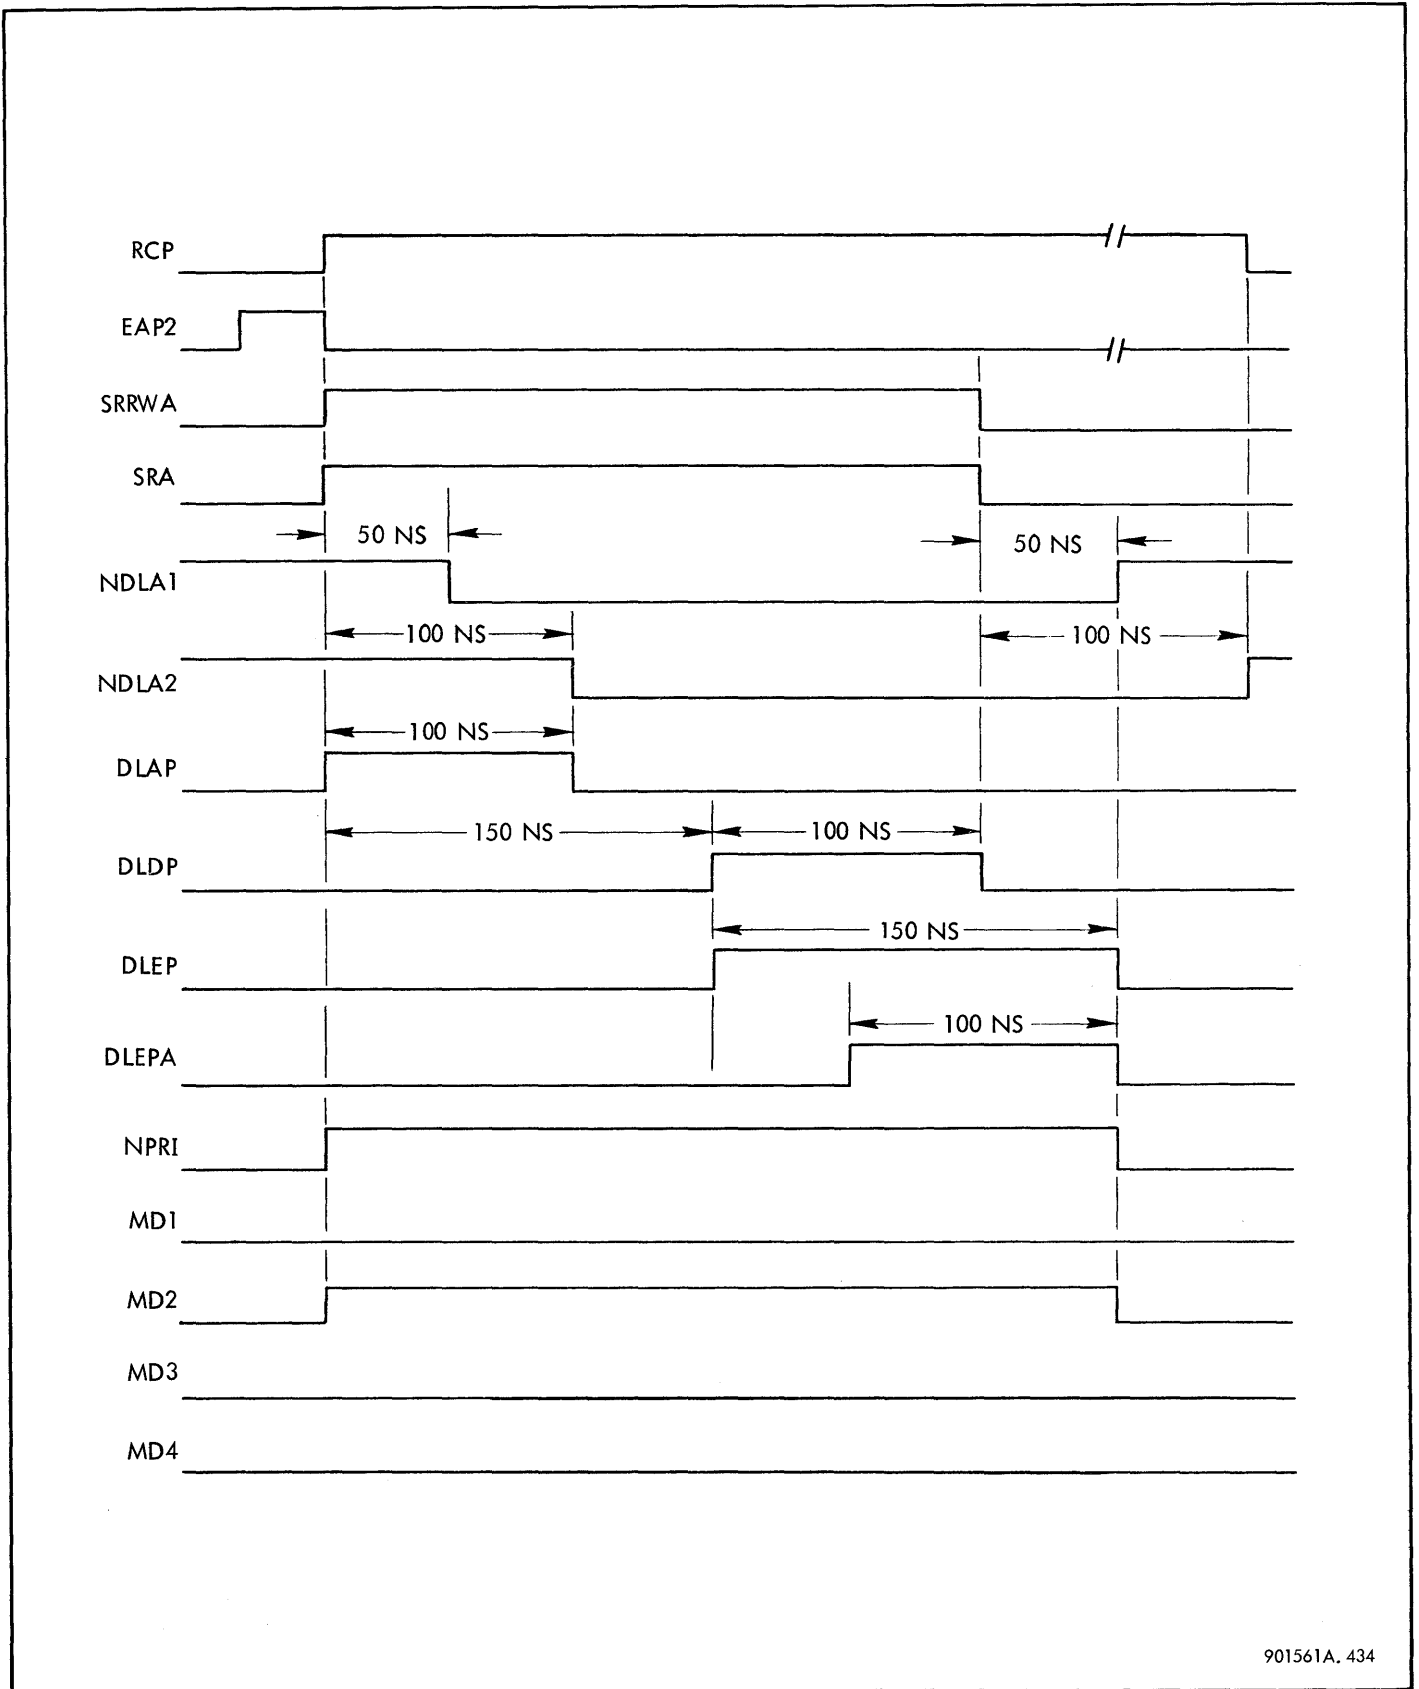 RCP
EAP2
SRRWA
SRA
50 NS
50 NS
NDLA1
100 NS
100 NS
NDLA2
100 NS
DLAP
150 NS
100 NS
DLDP
150 NS
DLEP
100 NS
DLEPA
NPRI
MD1
MD2
MD3
MD4
901561A. 434